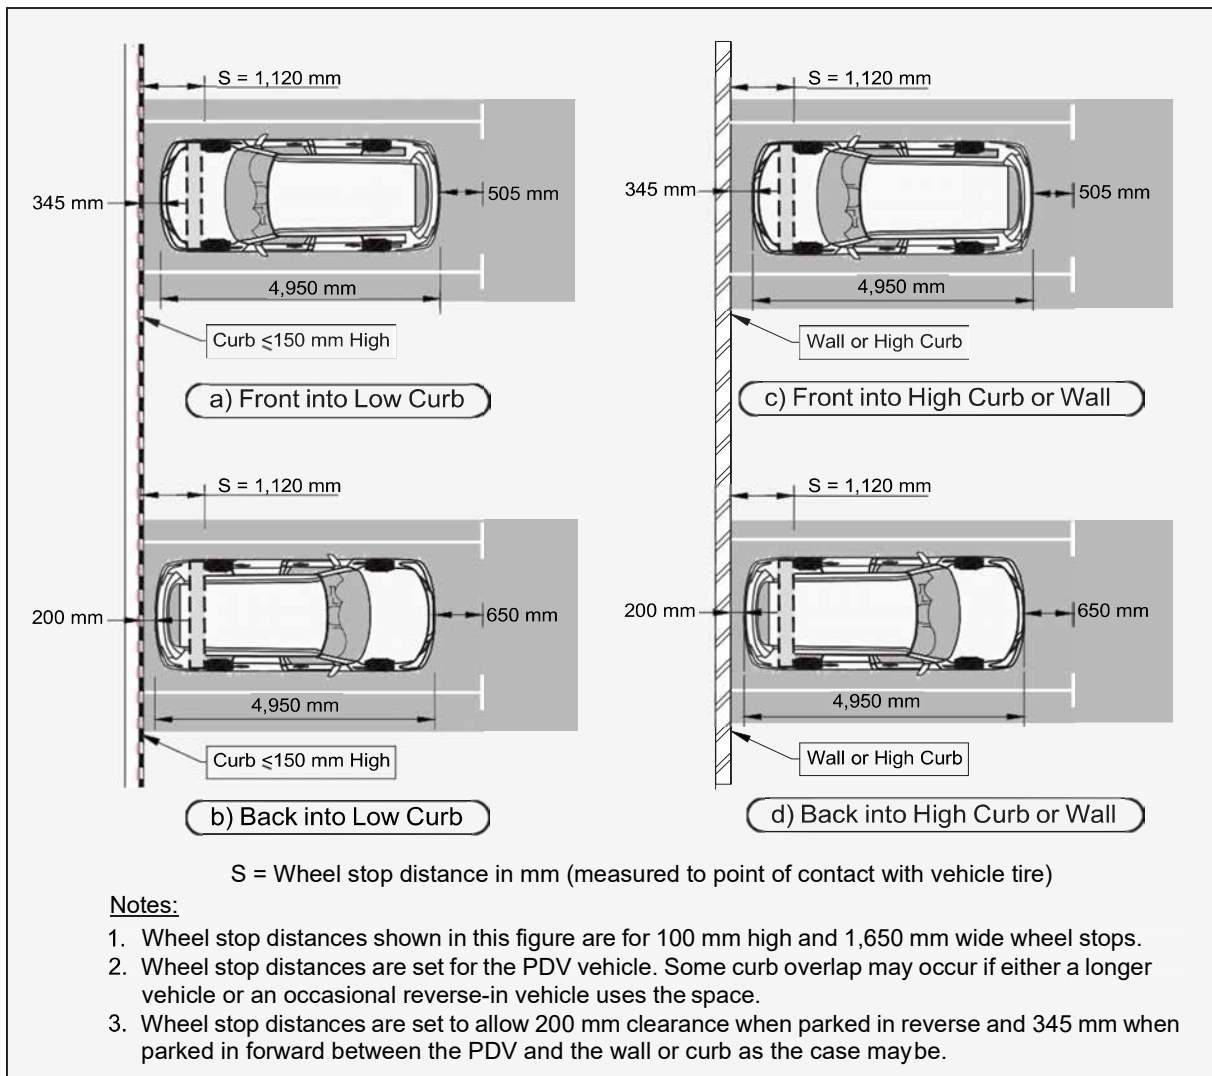 S = 1,120 mm
345 mm
505 mm
4,950 mm
Curb ⩽150 mm High
a) Front into Low Curb
S = 1,120 mm
345 mm
505 mm
4,950 mm
Wall or High Curb
c) Front into High Curb or Wall
S = 1,120 mm
200 mm
650 mm
4,950 mm
Curb ⩽150 mm High
b) Back into Low Curb
S = 1,120 mm
200 mm
650 mm
4,950 mm
Wall or High Curb
d) Back into High Curb or Wall
S = Wheel stop distance in mm (measured to point of contact with vehicle tire)
Notes:
1. Wheel stop distances shown in this figure are for 100 mm high and 1,650 mm wide wheel stops.
2. Wheel stop distances are set for the PDV vehicle. Some curb overlap may occur if either a longer
vehicle or an occasional reverse-in vehicle uses the space.
3. Wheel stop distances are set to allow 200 mm clearance when parked in reverse and 345 mm when
parked in forward between the PDV and the wall or curb as the case maybe.